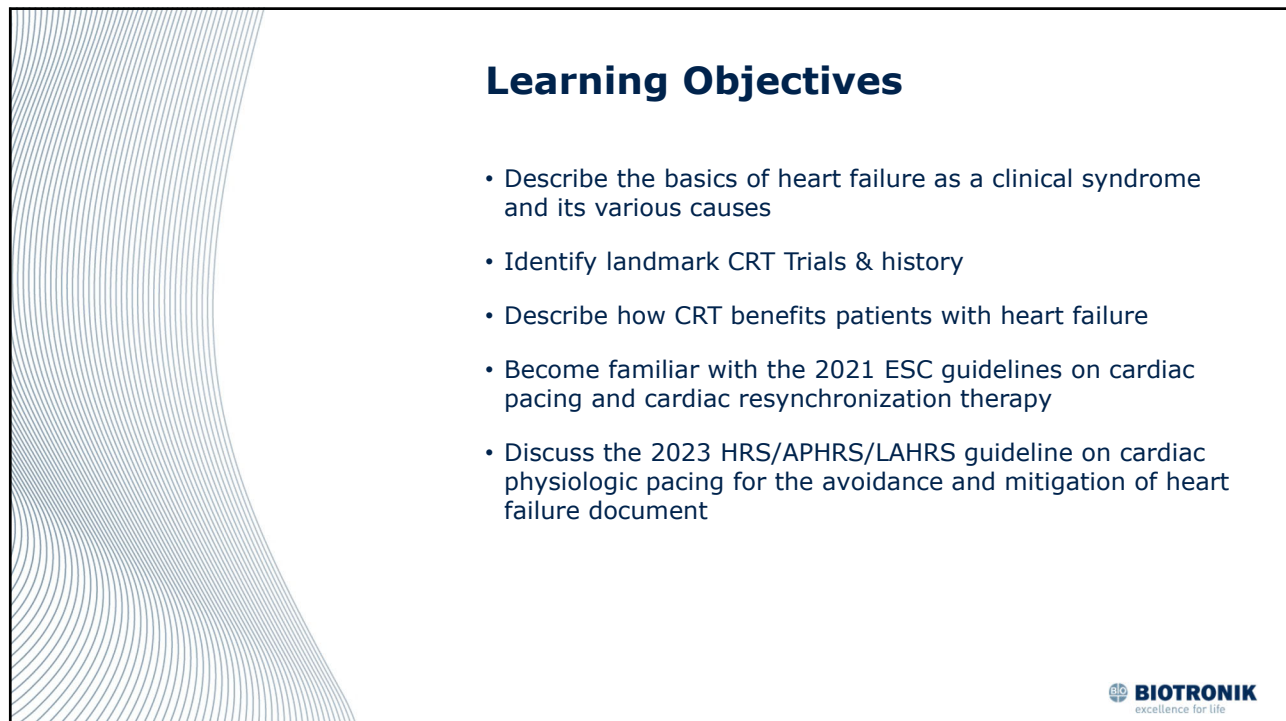 Learning Objectives
• Describe the basics of heart failure as a clinical syndrome
and its various causes
• Identify landmark CRT Trials & history
• Describe how CRT benefits patients with heart failure
• Become familiar with the 2021 ESC guidelines on cardiac
pacing and cardiac resynchronization therapy
• Discuss the 2023 HRS/APHRS/LAHRS guideline on cardiac
physiologic pacing for the avoidance and mitigation of heart
failure document
BIO BIOTRONIK
excellence for life